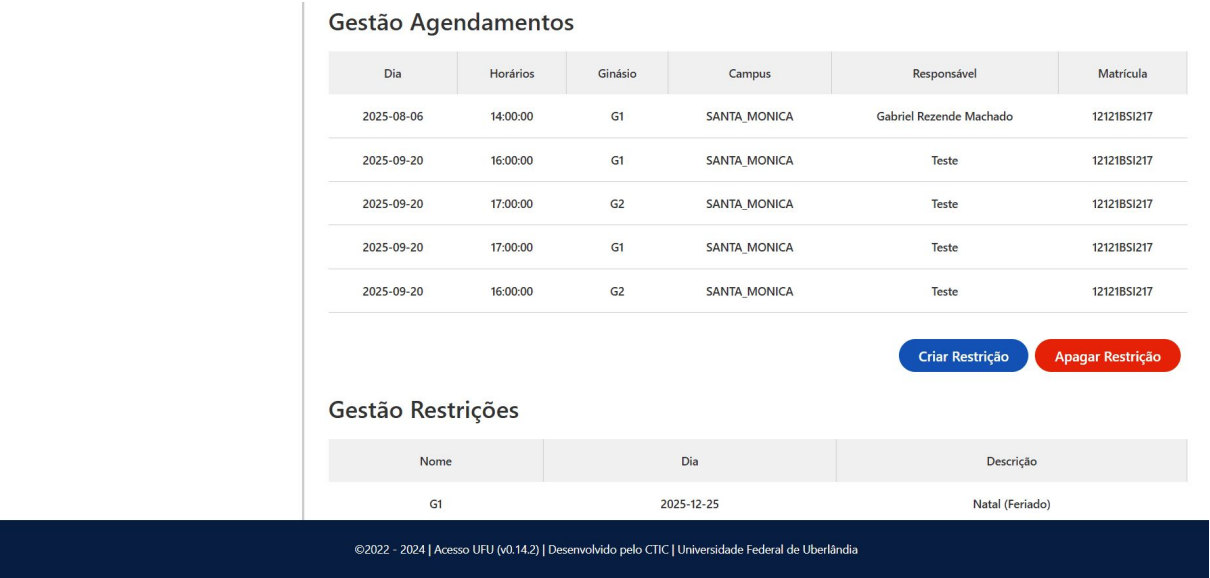 Gestão Agendamentos
Dia Horários Ginásio Campus Responsável Matrícula
2025-08-06 14:00:00 G1 SANTA_MONICA Gabriel Rezende Machado 12121BSI217
2025-09-20 16:00:00 G1 SANTA_MONICA Teste 12121BSI217
2025-09-20 17:00:00 G2 SANTA_MONICA Teste 12121BSI217
2025-09-20 17:00:00 G1 SANTA_MONICA Teste 12121BSI217
2025-09-20 16:00:00 G2 SANTA_MONICA Teste 12121BSI217
Criar Restrição Apagar Restrição
Gestão Restrições
Nome Dia Descrição
G1 2025-12-25 Natal (Feriado)
©2022 - 2024 | Acesso UFU (v0.14.2) | Desenvolvido pelo CTIC | Universidade Federal de Uberlândia